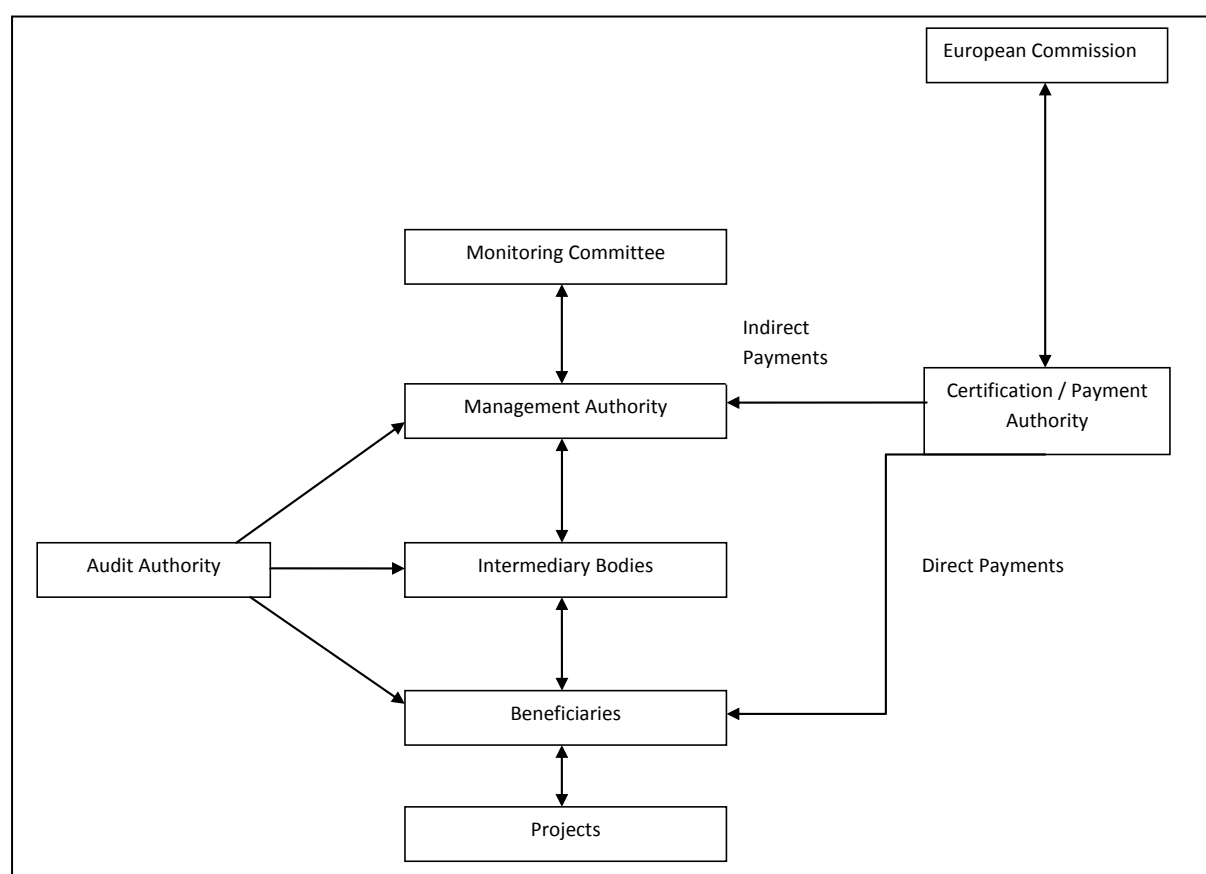 European Commission
Monitoring Committee
Indirect
Payments
Management Authority
Certification / Payment
Authority
Audit Authority
Intermediary Bodies
Direct Payments
Beneficiaries
Projects